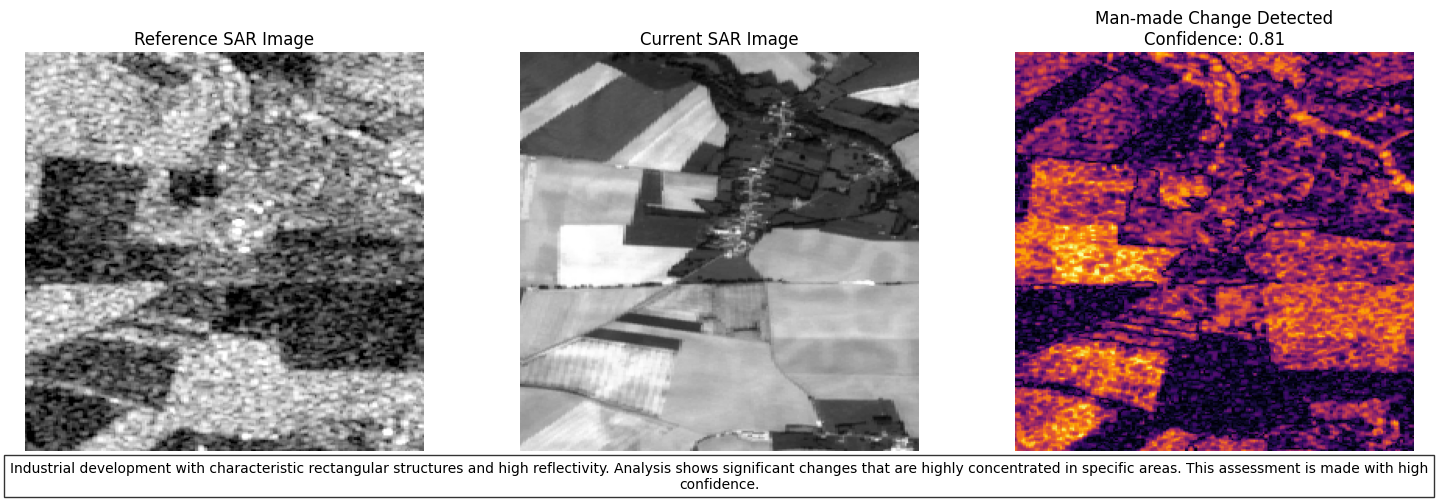 Reference SAR Image
Current SAR Image
Man-made Change Detected
Confidence: 0.81
Industrial development with characteristic rectangular structures and high reflectivity. Analysis shows significant changes that are highly concentrated in specific areas. This assessment is made with high
confidence.